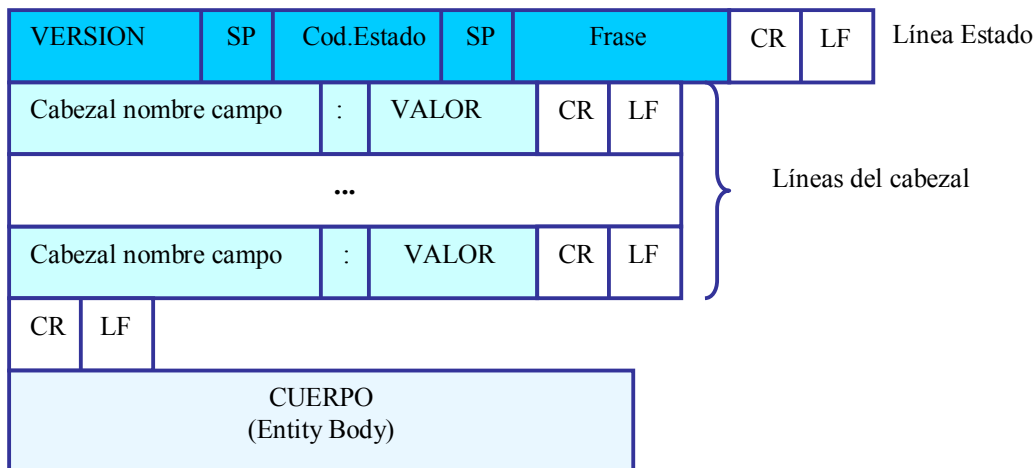 VERSION SP Cod.Estado SP Frase CR LF Línea Estado
Cabezal nombre campo : VALOR CR LF
Líneas del cabezal
...
Cabezal nombre campo : VALOR CR LF
CR LF
CUERPO
(Entity Body)